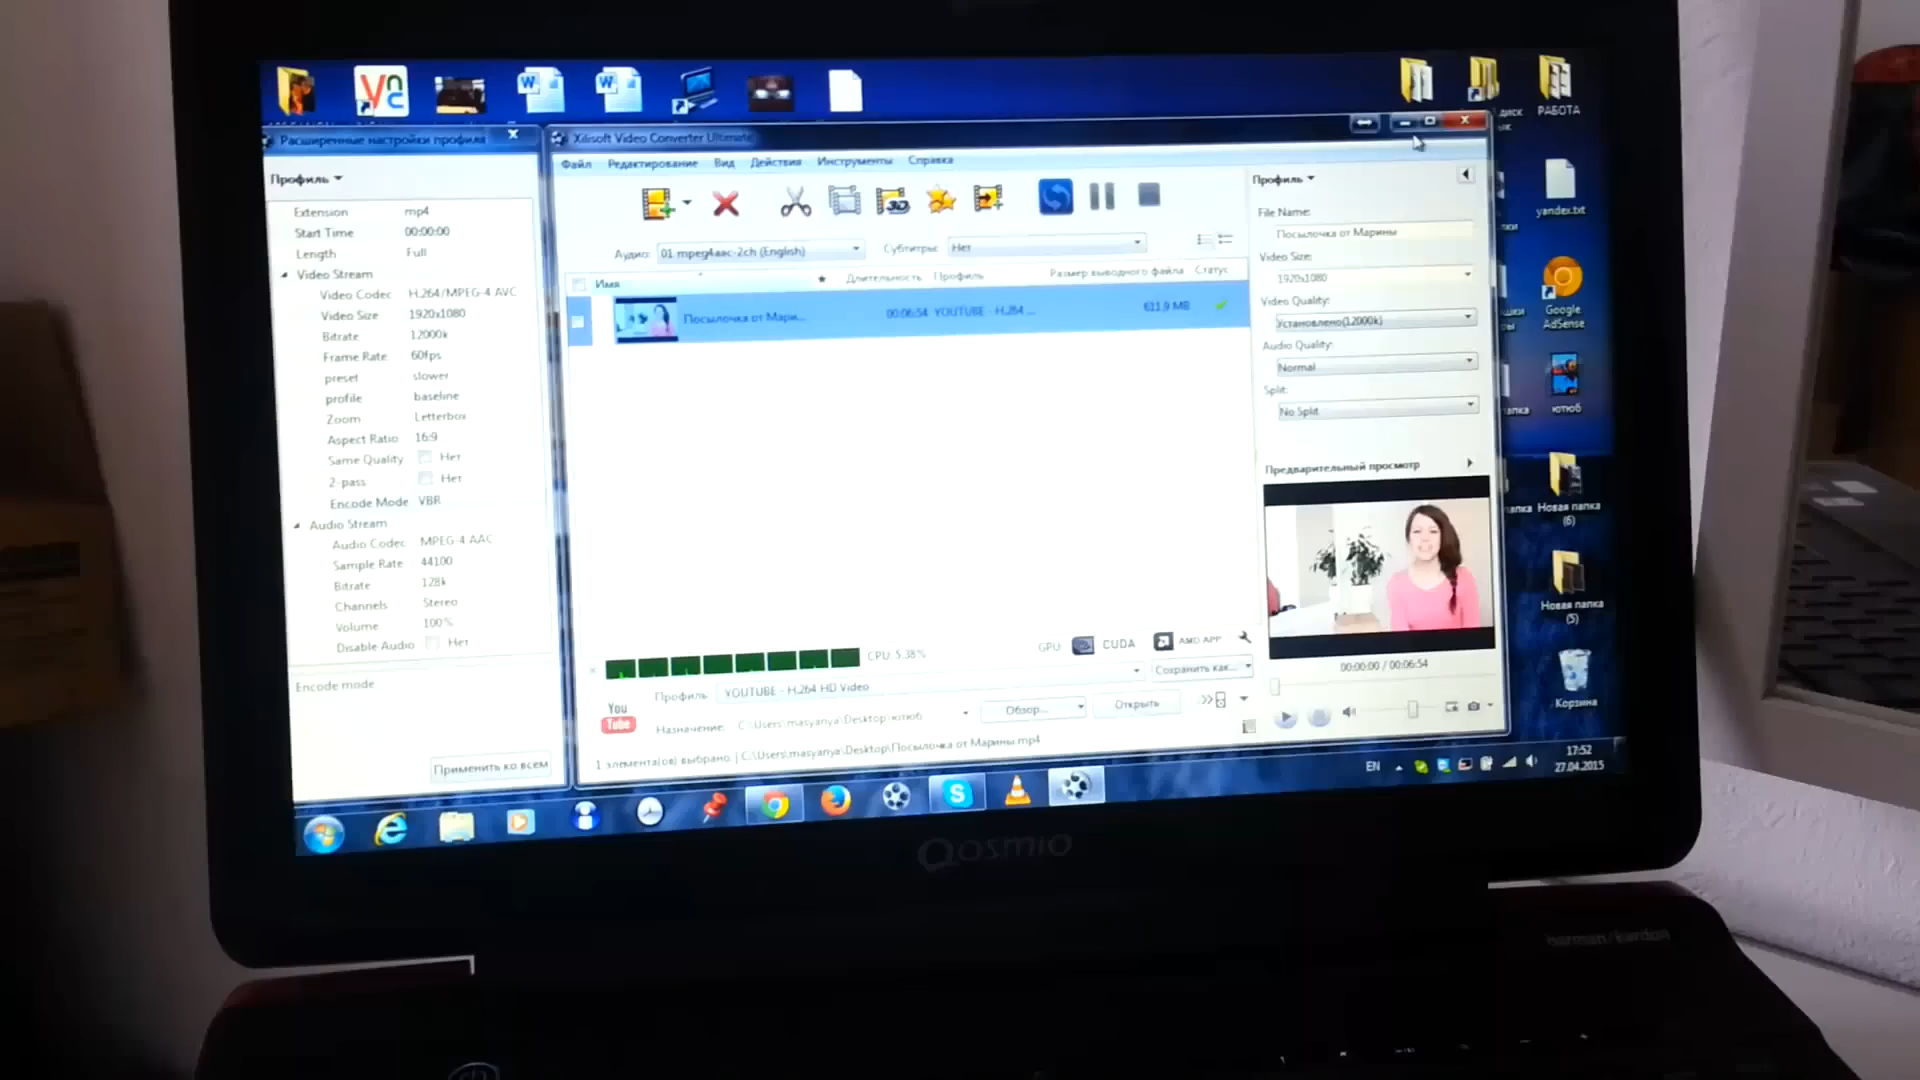 VNC
РАБОТА
диск
Расширенные настройки профиля
Xilisoft Video Converter Ultimate
Файл Редактирование Вид Действия Инструменты Справка
Профиль
Профиль
Extension mp4
Start Time 00:00:00
Length Full
Video Stream
Video Codec H.264/MPEG-4 AVC
Video Size 1920x1080
Bitrate 12000k
Frame Rate 60fps
preset slower
profile baseline
Zoom Letterbox
Aspect Ratio 16:9
Same Quality Нет
2-pass Нет
Encode Mode VBR
Audio Stream
Audio Codec MPEG-4 AAC
Sample Rate 44100
Bitrate 128k
Channels Stereo
Volume 100%
Disable Audio Нет
Encode mode
Применить ко всем
3D
Аудио: 01 mpeg4aac-2ch (English) Субтитры: Нет
Имя Длительность Профиль Размер выводного файла Статус
Посылочка от Мари... 00:06:54 YOUTUBE - H.264 ... 611,9 MB
File Name:
Посылочка от Марины
Video Size:
1920x1080
Video Quality:
Установлено(12000k)
Audio Quality:
Normal
Split:
No Split
Предварительный просмотр
00:00:00 / 00:06:54
CPU 5.38% GPU: CUDA AMD APP
Профиль: YOUTUBE - H.264 HD Video Сохранить как...
You Tube
Назначение: C:\Users\masyanya\Desktop\ютюб Обзор... Открыть
1 элемента(ов) выбрано. | C:\Users\masyanya\Desktop\Посылочка от Марины.mp4
yandex.txt
Google AdSense
ютюб
Новая папка (6)
Новая папка (5)
Корзина
EN
17:52
27.04.2015
Qosmio
harman/kardon